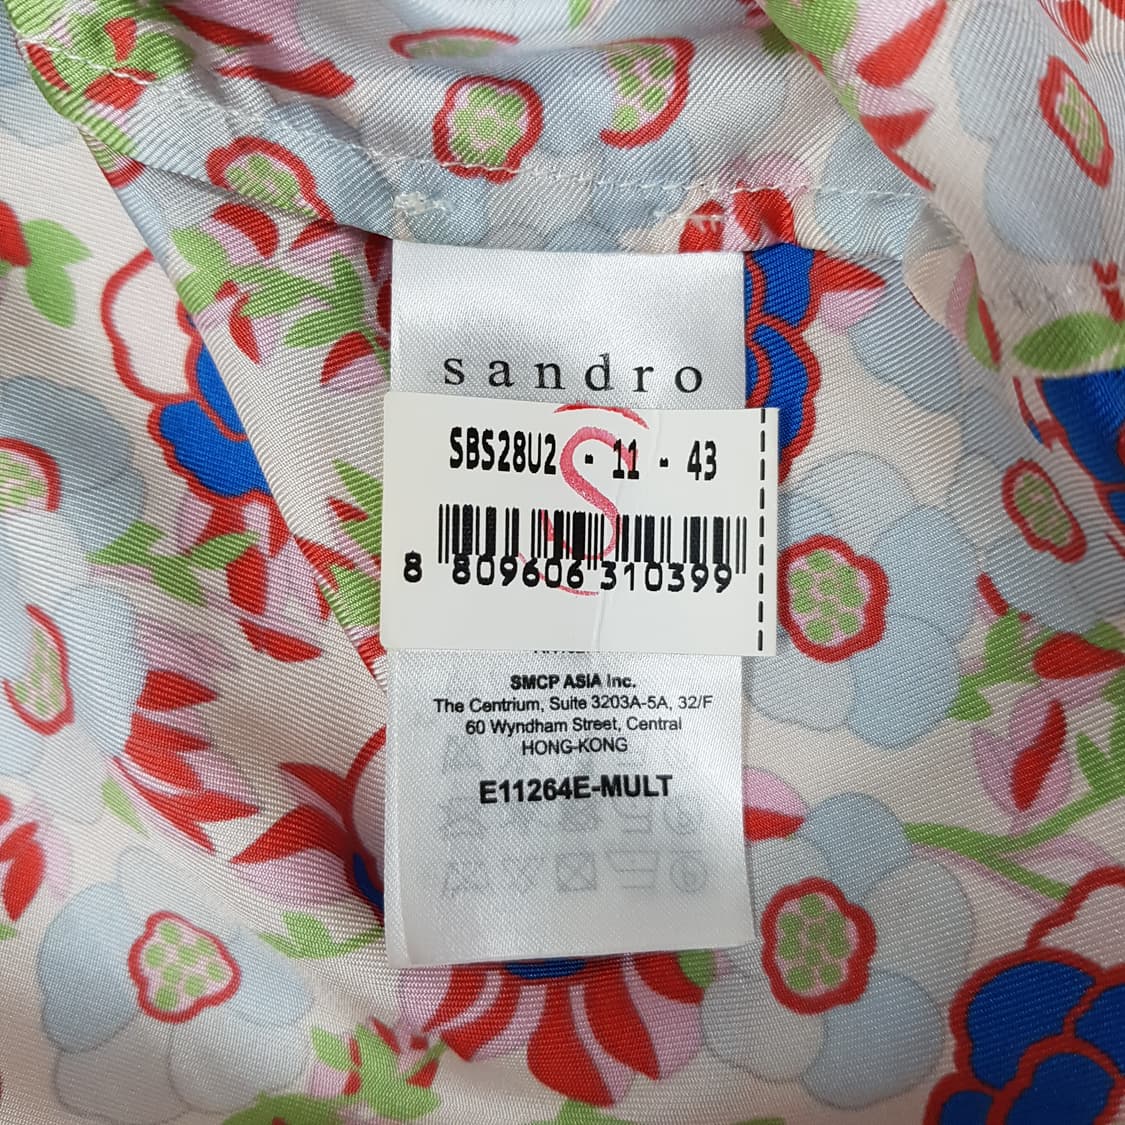 sandro
SBS28U2 - 11 - 43
S
8 809606 310399
SMCP ASIA Inc.
The Centrium, Suite 3203A-5A, 32/F
60 Wyndham Street, Central
HONG-KONG
E11264E-MULT